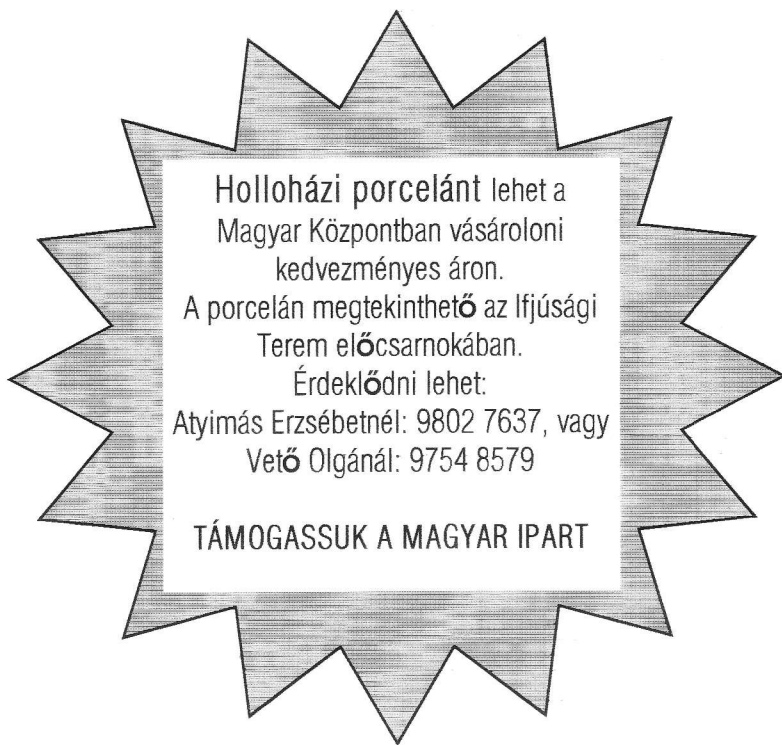 Holloházi porcelánt lehet a
Magyar Központban vásároloni
kedvezményes áron.
A porcelán megtekinthető az Ifjúsági
Terem előcsarnokában.
Érdeklődni lehet:
Atyimás Erzsébetnél: 9802 7637, vagy
Vető Olgánál: 9754 8579
TÁMOGASSUK A MAGYAR IPART